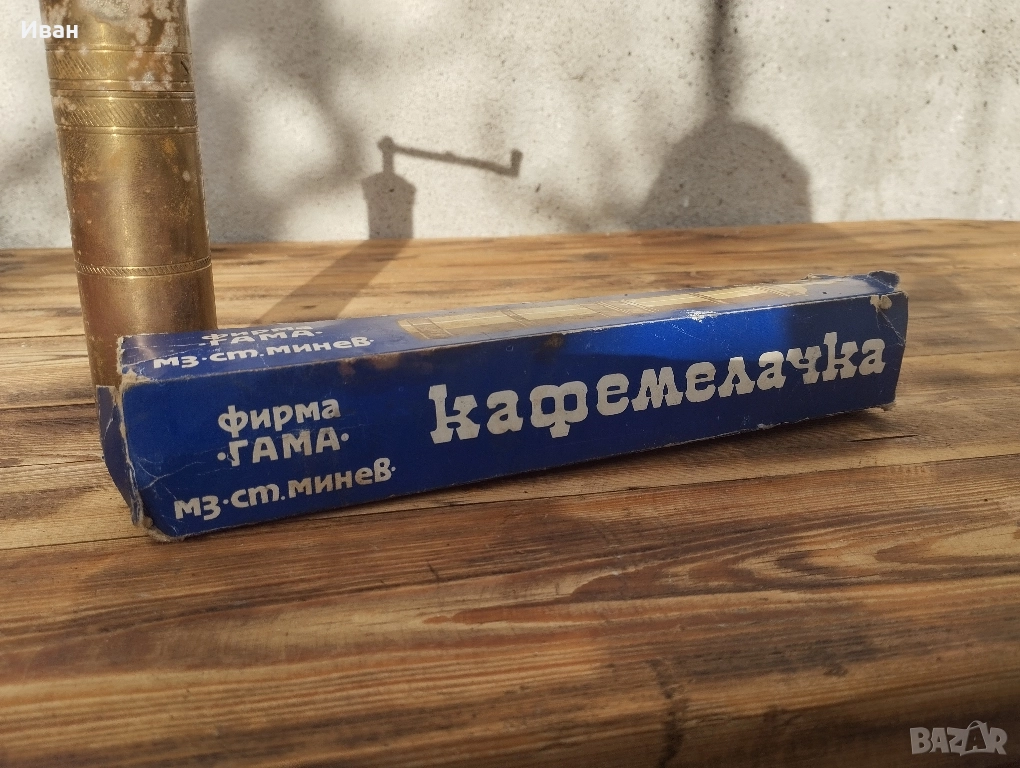 Иван
фирма
ГАМА·
мз·ст.минев·
фирма
·ГАМА·
мз·ст.минев·
кафемелачка
BAZAR